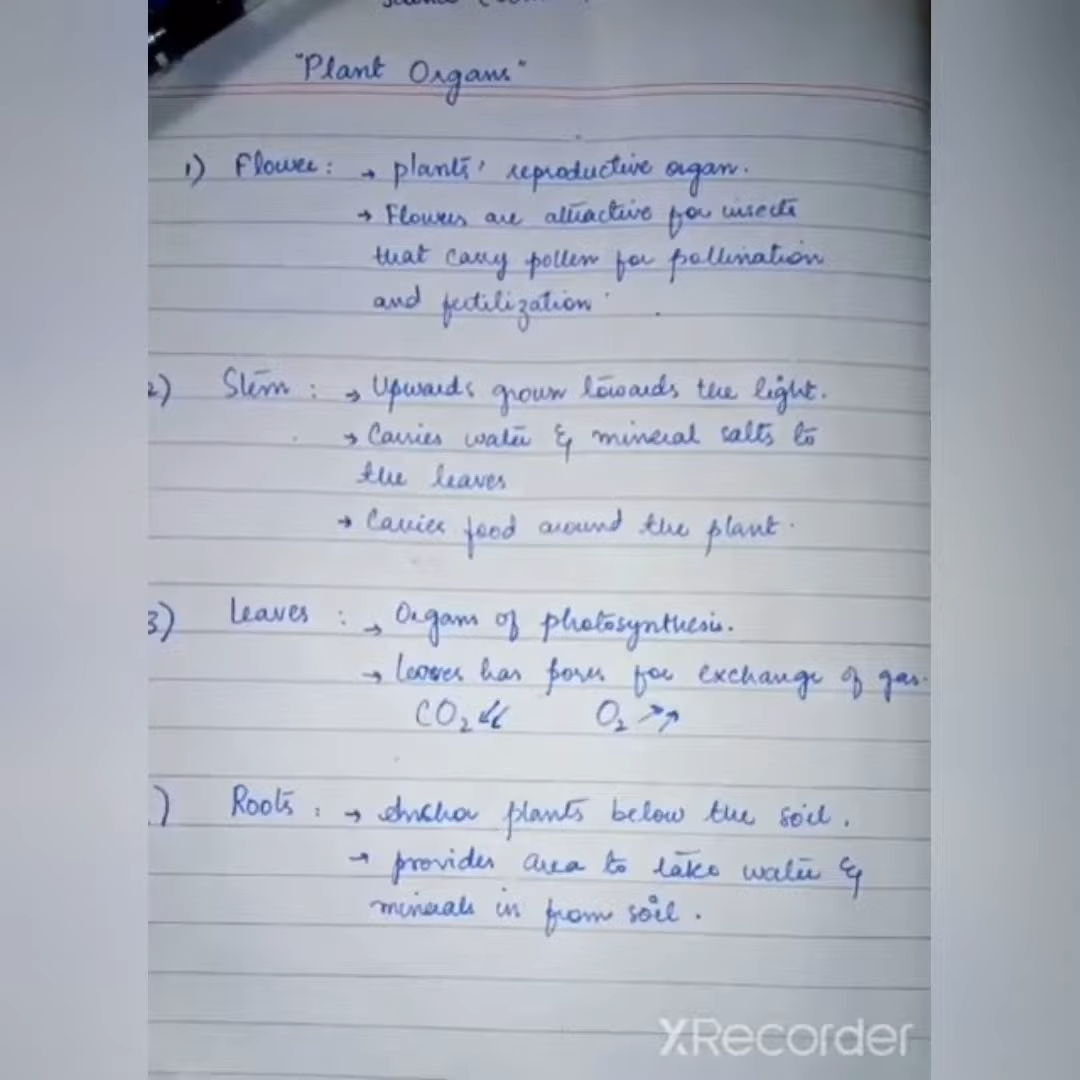 "Plant Organs"
1) Flower: → plants' reproductive organ.
→ Flowers are attractive for insects
that carry pollen for pollination
and fertilization.
2) Stem: → Upwards grown towards the light.
→ Carries water & mineral salts to
the leaves
→ Carries food around the plant.
3) Leaves: → Organs of photosynthesis.
→ leaves has pores for exchange of gas.
CO₂ ↙↙ O₂ ↗↗
) Roots: → Anchor plants below the soil.
→ provides area to take water &
minerals in from soil.
XRecorder